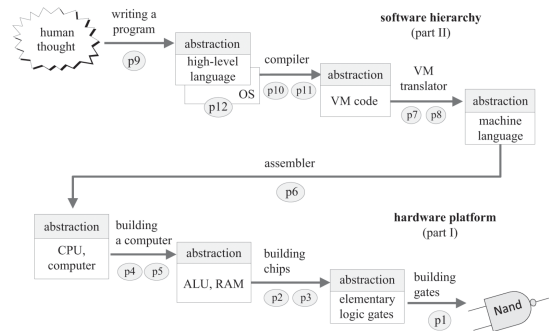 human
thought
writing a
program
p9
abstraction
high-level
language
OS
p12
compiler
p10 p11
software hierarchy
(part II)
abstraction
VM code
VM
translator
p7 p8
abstraction
machine
language
assembler
p6
hardware platform
(part I)
abstraction
CPU,
computer
building
a computer
p4 p5
abstraction
ALU, RAM
building
chips
p2 p3
abstraction
elementary
logic gates
building
gates
p1
Nand